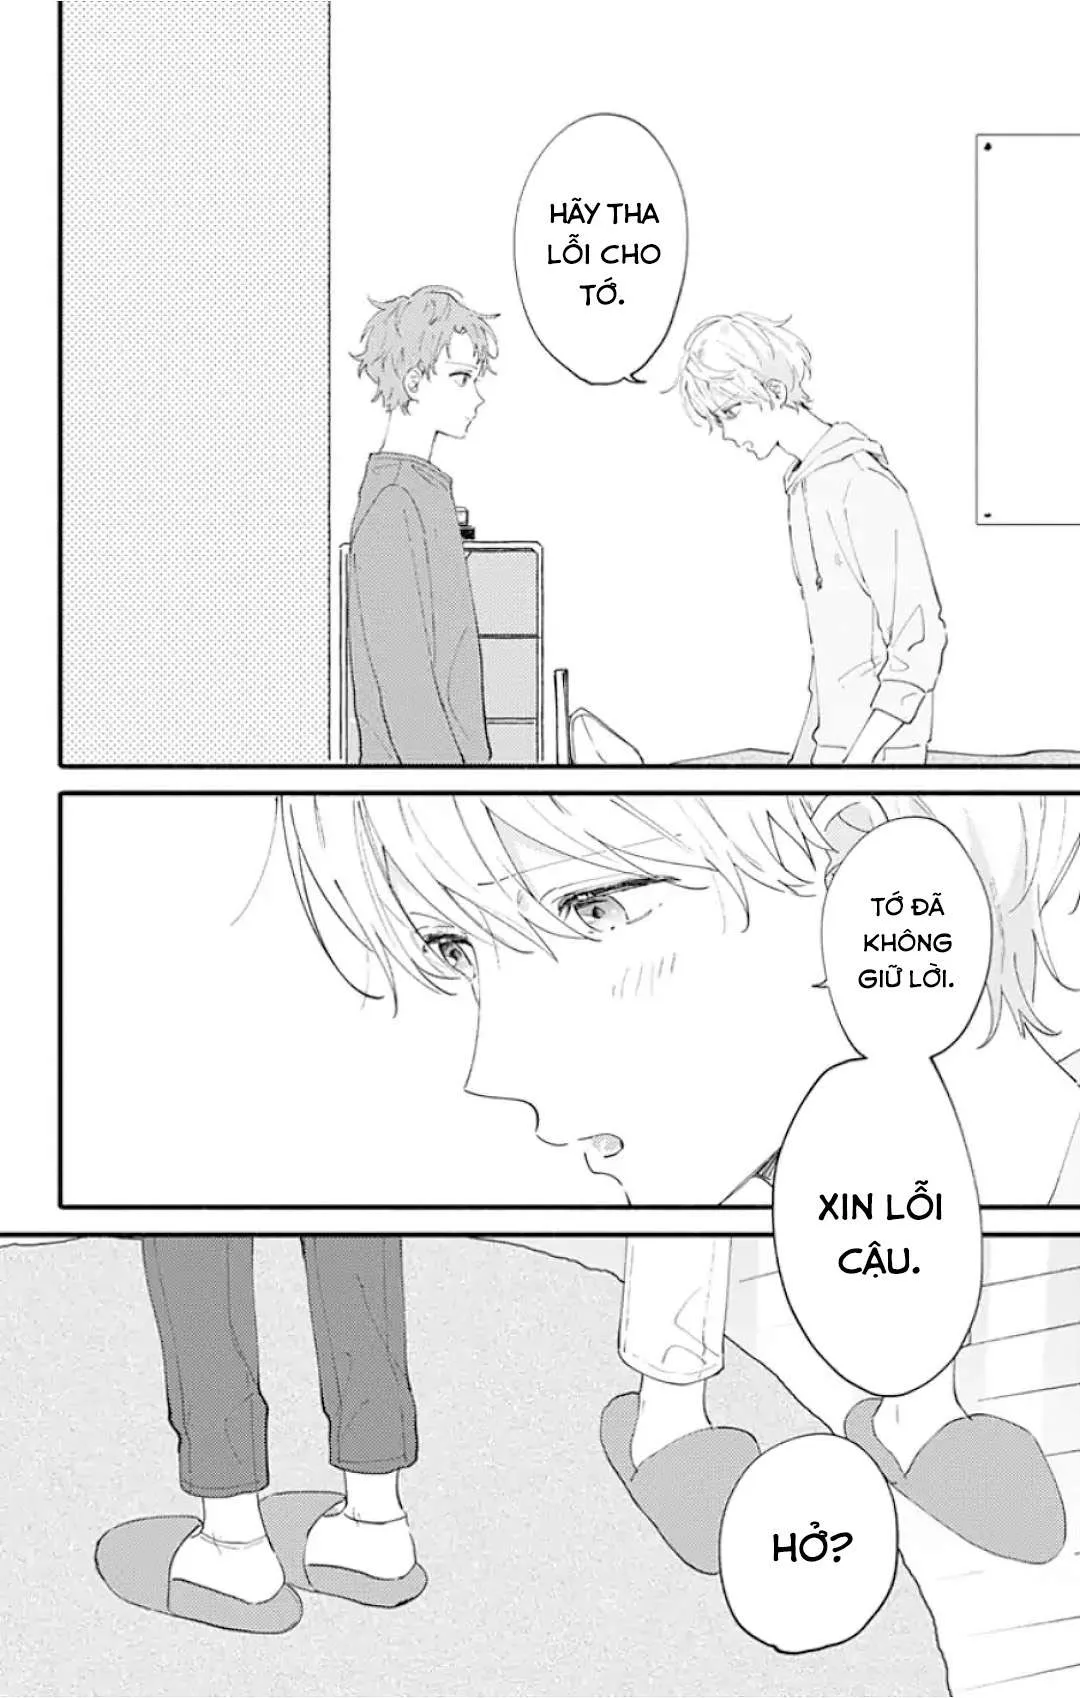 HÃY THA
LỖI CHO
TỚ.
TỚ ĐÃ
KHÔNG
GIỮ LỜI.
XIN LỖI
CẬU.
HỞ?